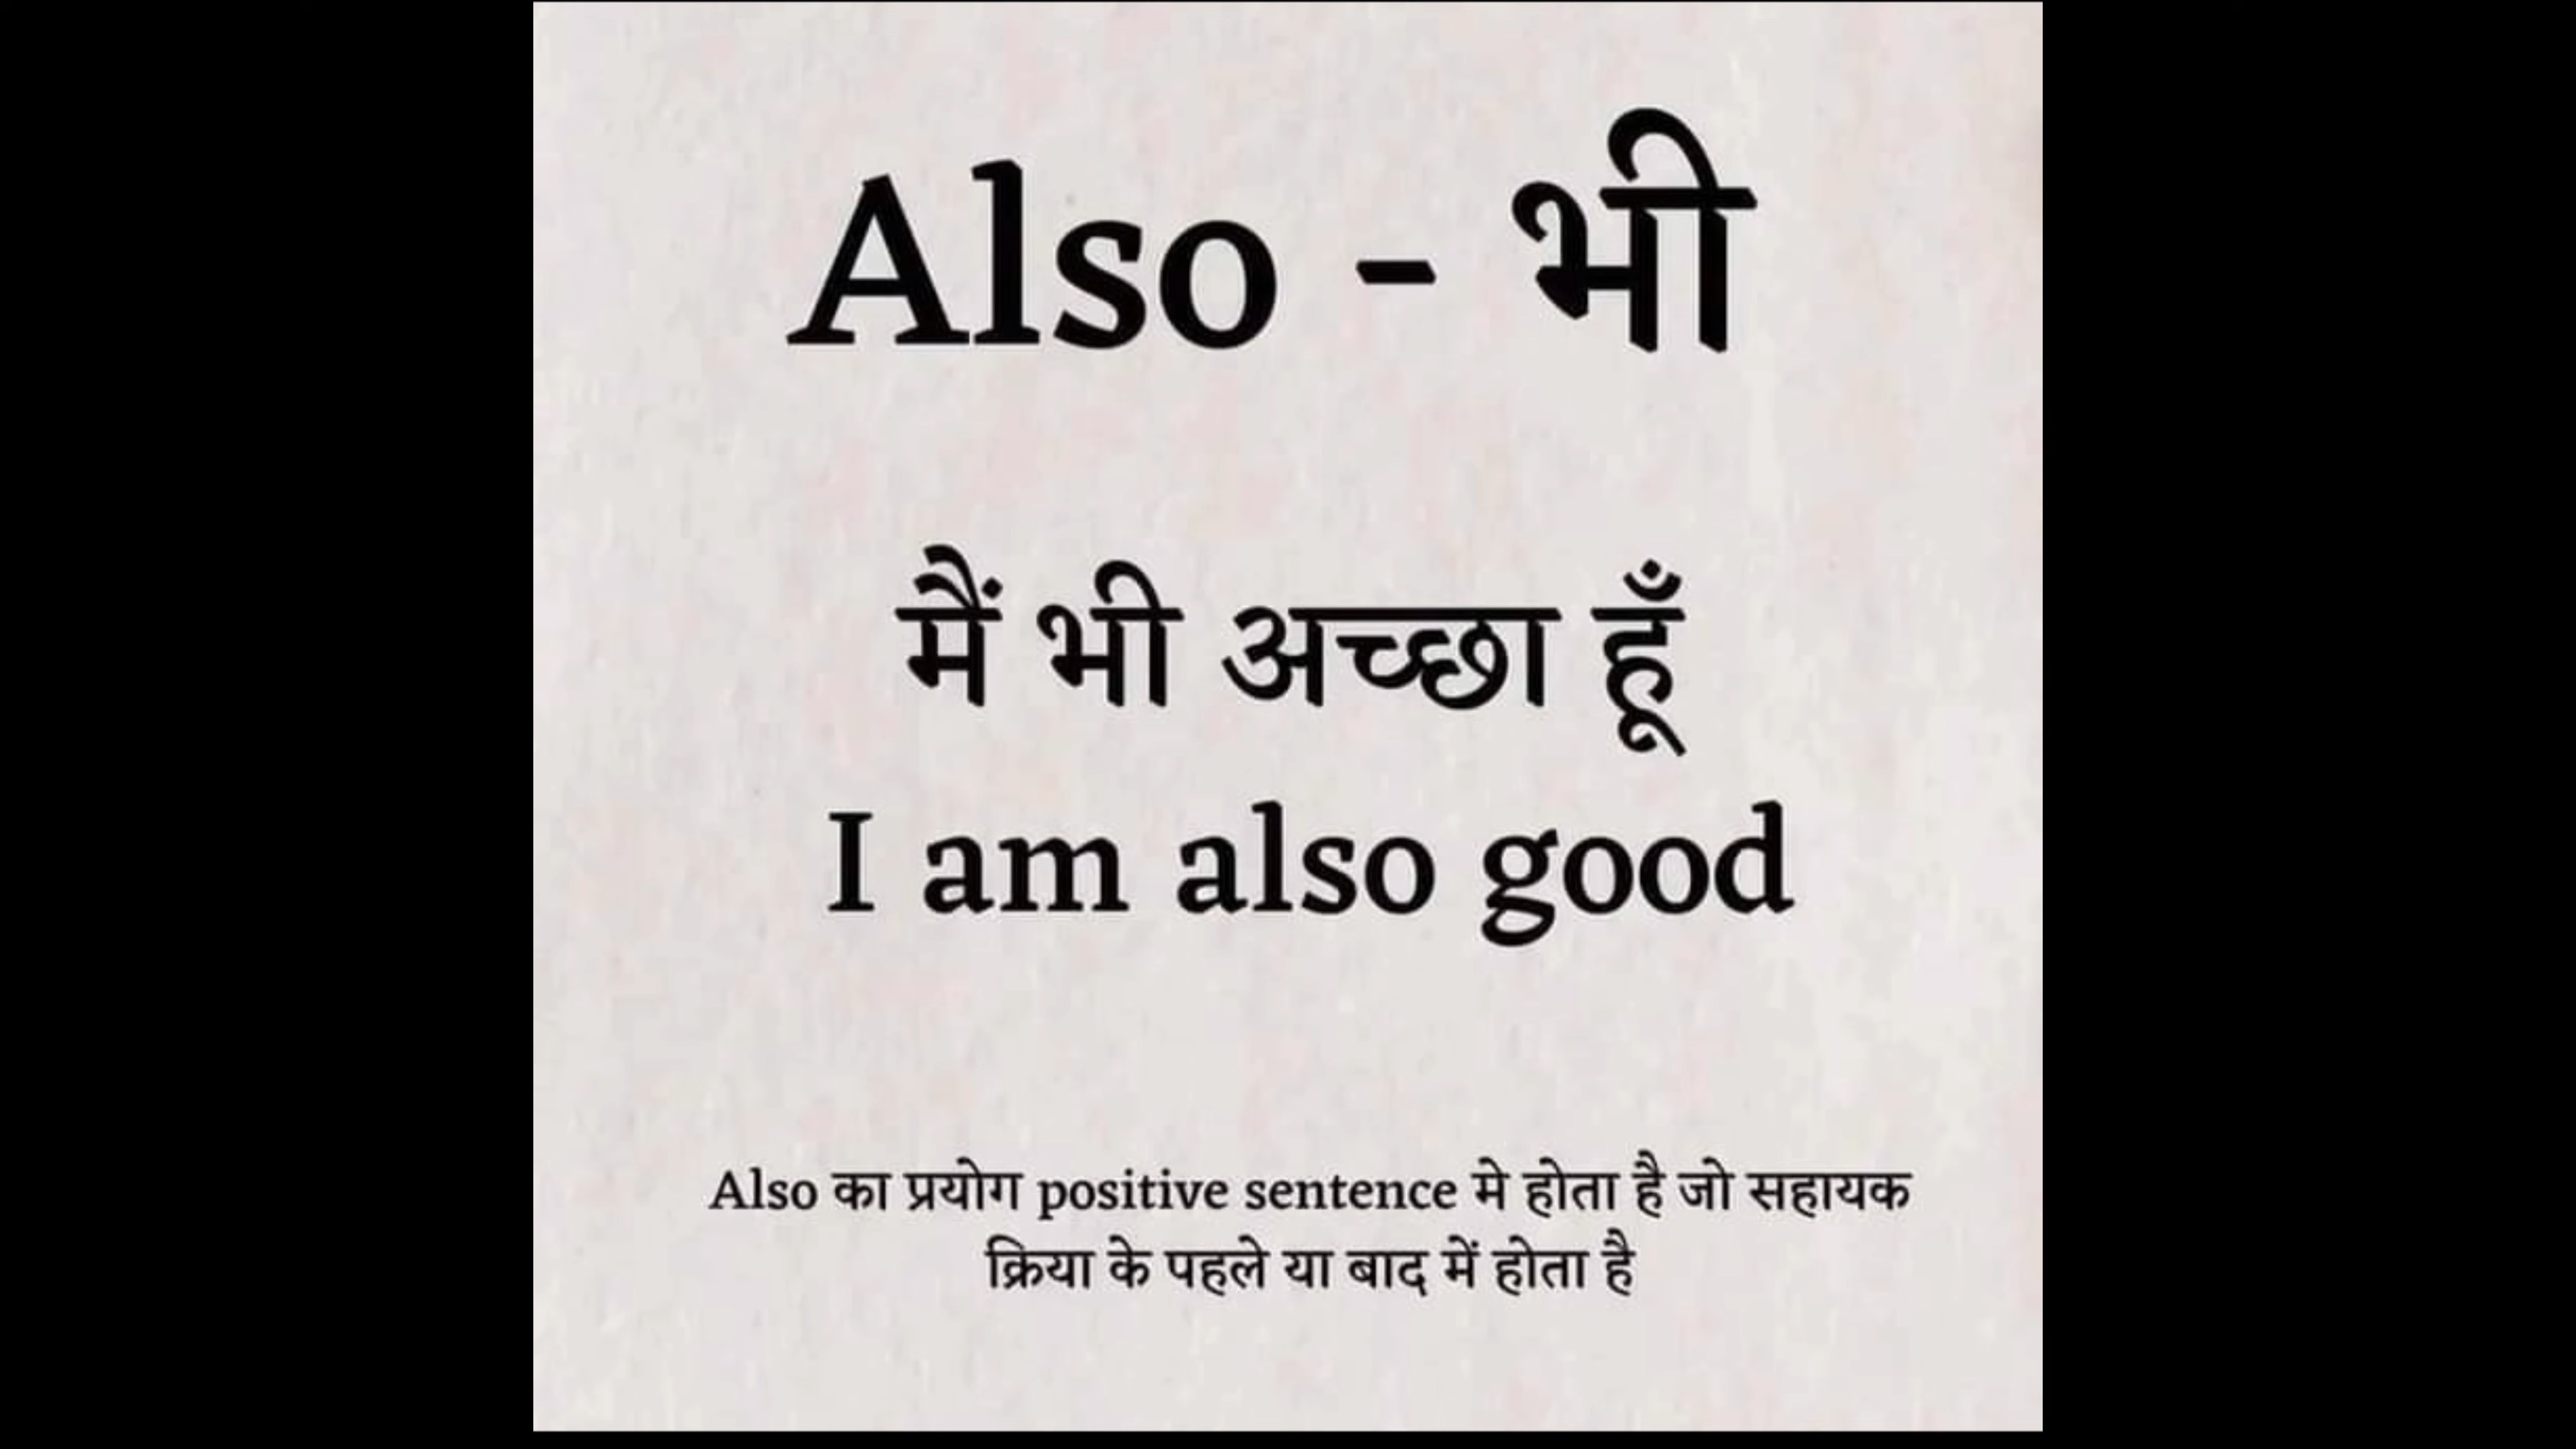 Also - भी
मैं भी अच्छा हूँ
I am also good
Also का प्रयोग positive sentence मे होता है जो सहायक
क्रिया के पहले या बाद में होता है